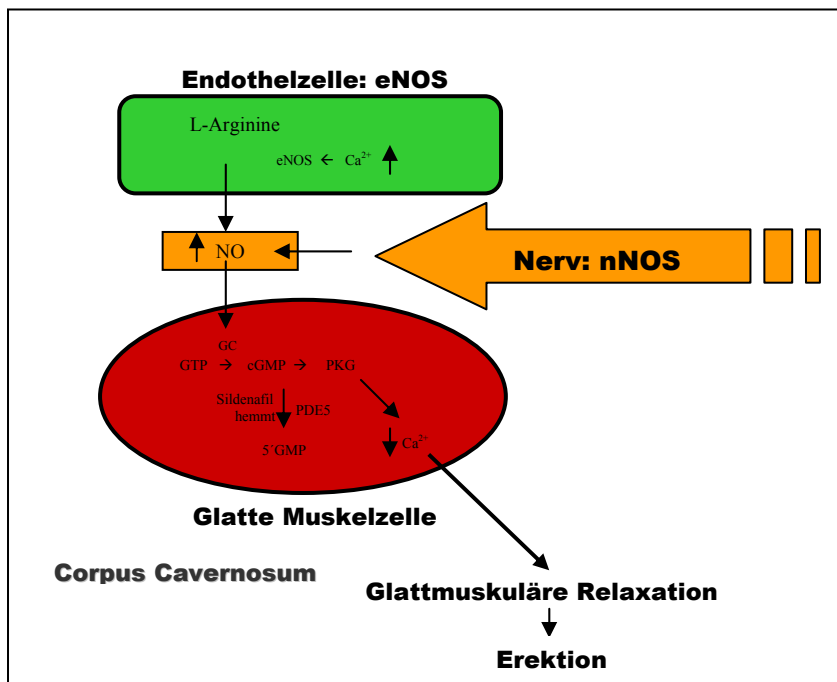 Endothelzelle: eNOS
L-Arginine
eNOS ← Ca²⁺ ↑
↑ NO ←
Nerv: nNOS
GC
GTP → cGMP → PKG
Sildenafil
hemmt
PDE5
5´GMP
↓ Ca²⁺
Glatte Muskelzelle
Corpus Cavernosum
Glattmuskuläre Relaxation
Erektion